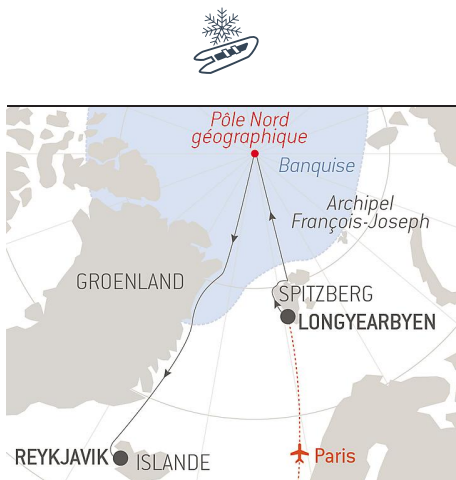 Pôle Nord
géographique
Banquise
Archipel
François-Joseph
GROENLAND
SPITZBERG
LONGYEARBYEN
REYKJAVIK
ISLANDE
Paris